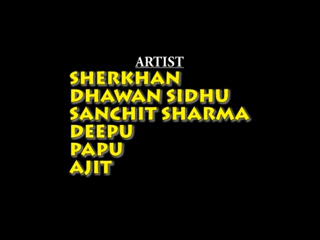 ARTIST
SHERKHAN
DHAWAN SIDHU
SANCHIT SHARMA
DEEPU
PAPU
AJIT